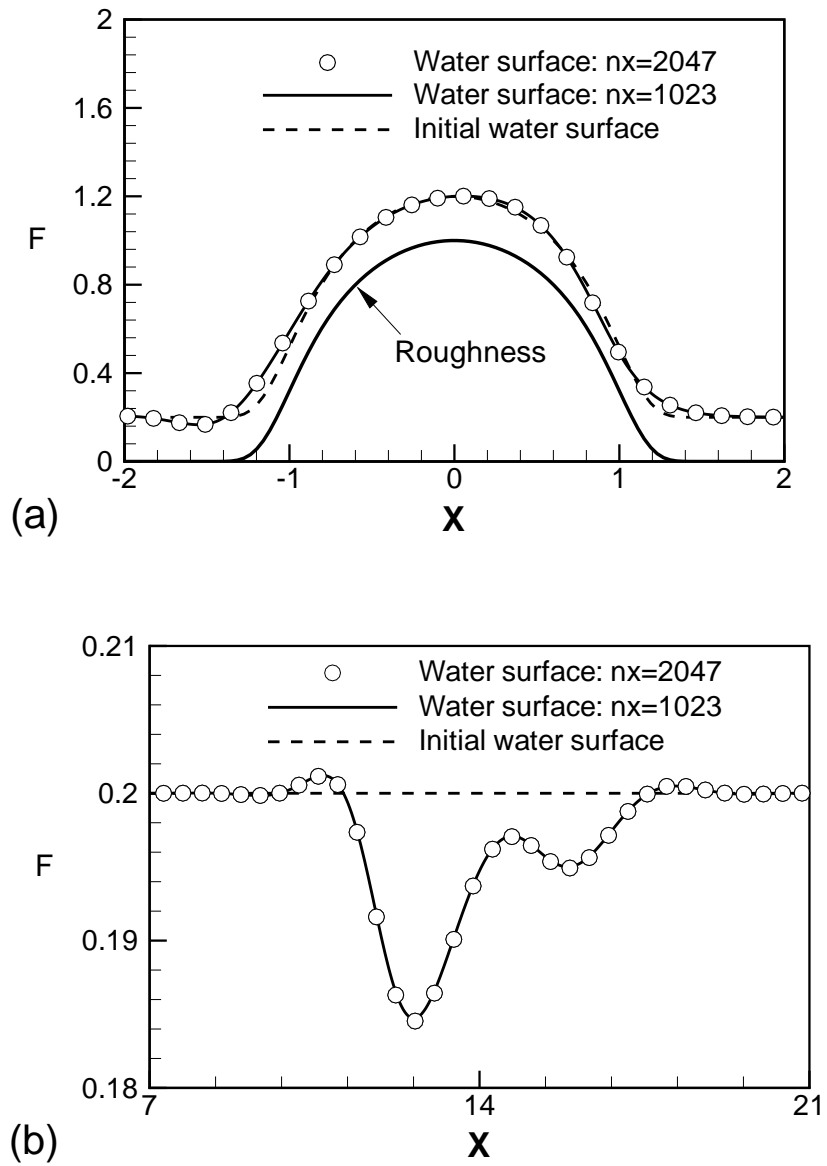 2
Water surface: nx=2047
Water surface: nx=1023
Initial water surface
1.6
1.2
F
0.8
Roughness
0.4
0
-2 -1 0 1 2
(a)
X
0.21
Water surface: nx=2047
Water surface: nx=1023
Initial water surface
0.2
F
0.19
0.18
7 14 21
(b)
X